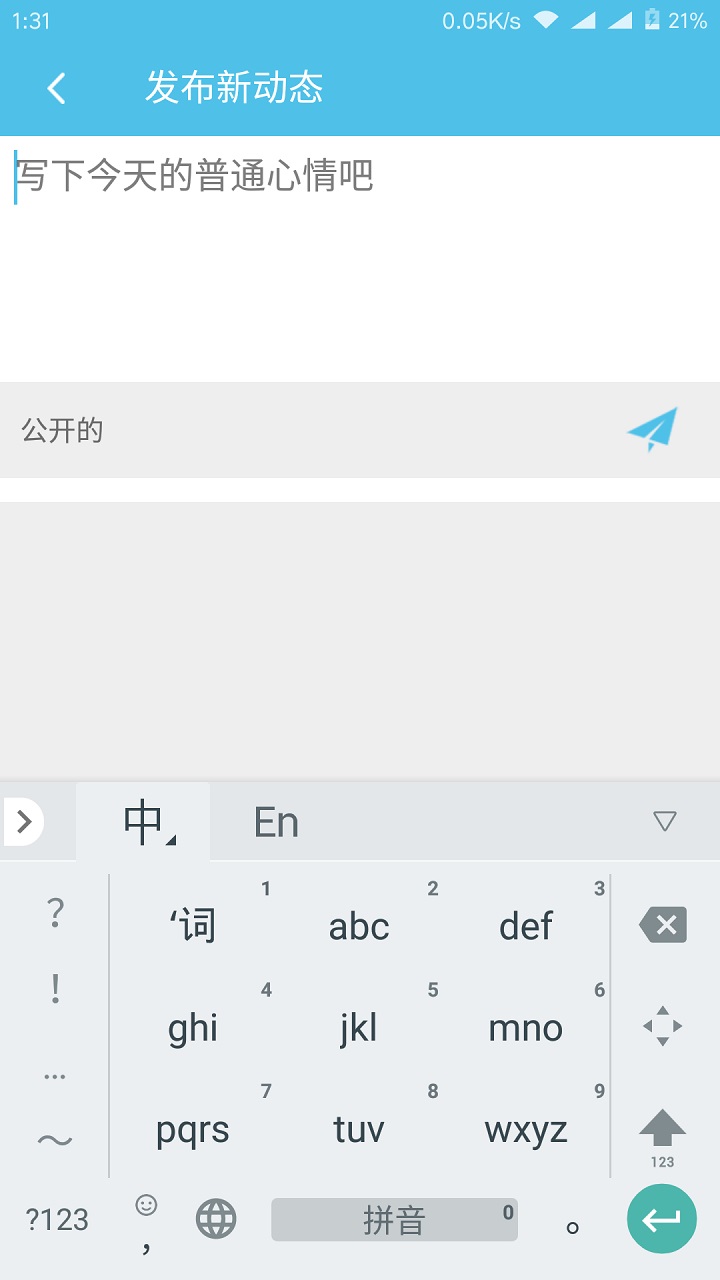 1:31 0.05K/s 21%
发布新动态
写下今天的普通心情吧
公开的
中 En
? ‘词 1 abc 2 def 3
! ghi 4 jkl 5 mno 6
… pqrs 7 tuv 8 wxyz 9
～ 123
?123 , 拼音 0 。